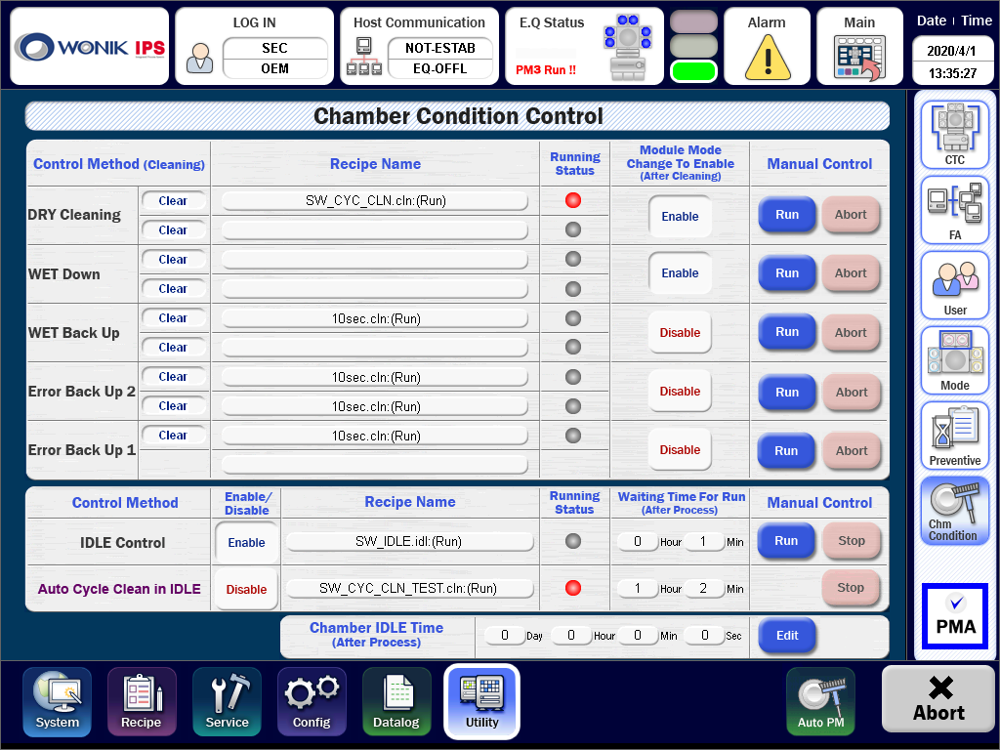 WONIK IPS
LOG IN
SEC
OEM
Host Communication
NOT-ESTAB
EQ-OFFL
E.Q Status
PM3 Run !!
Alarm
Main
Date | Time
2020/4/1
13:35:27
Chamber Condition Control
Control Method (Cleaning)
Recipe Name
Running
Status
Module Mode
Change To Enable
(After Cleaning)
Manual Control
DRY Cleaning
Clear
SW_CYC_CLN.cln:(Run)
Clear
Enable
Run
Abort
WET Down
Clear
Clear
Enable
Run
Abort
WET Back Up
Clear
10sec.cln:(Run)
Clear
Disable
Run
Abort
Error Back Up 2
Clear
10sec.cln:(Run)
Clear
10sec.cln:(Run)
Disable
Run
Abort
Error Back Up 1
Clear
10sec.cln:(Run)
Disable
Run
Abort
Control Method
Enable/
Disable
Recipe Name
Running
Status
Waiting Time For Run
(After Process)
Manual Control
IDLE Control
Enable
SW_IDLE.idl:(Run)
0 Hour 1 Min
Run
Stop
Auto Cycle Clean in IDLE
Disable
SW_CYC_CLN_TEST.cln:(Run)
1 Hour 2 Min
Stop
Chamber IDLE Time
(After Process)
0 Day 0 Hour 0 Min 0 Sec
Edit
CTC
FA
User
Mode
Preventive
Chm
Condition
PMA
System
Recipe
Service
Config
Datalog
Utility
Auto PM
Abort